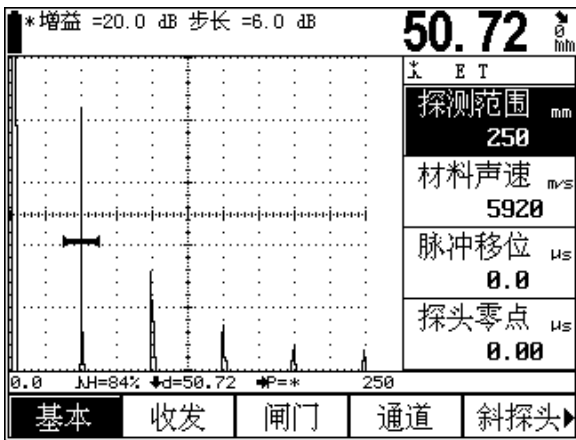 *增益 =20.0 dB 步长 =6.0 dB
50.72
E T
探测范围 mm
250
材料声速 m/s
5920
脉冲移位 µs
0.0
探头零点 µs
0.00
0.0 H=84% d=50.72 P=* 250
基本 收发 闸门 通道 斜探头